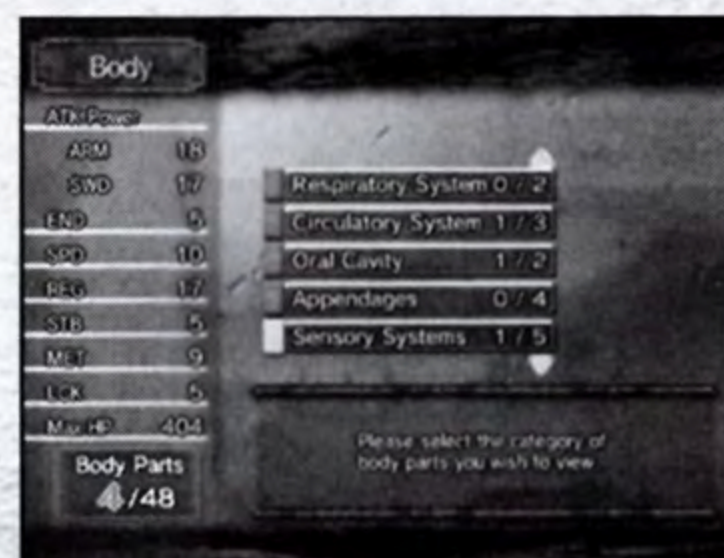 Body
ATK Power
ARM 18
SWD 17
END 5
SPD 10
REG 17
STB 5
MET 9
LCK 5
Max HP 404
Body Parts
4/48
Respiratory System 0 / 2
Circulatory System 1 / 3
Oral Cavity 1 / 2
Appendages 0 / 4
Sensory Systems 1 / 5
Please select the category of
body parts you wish to view